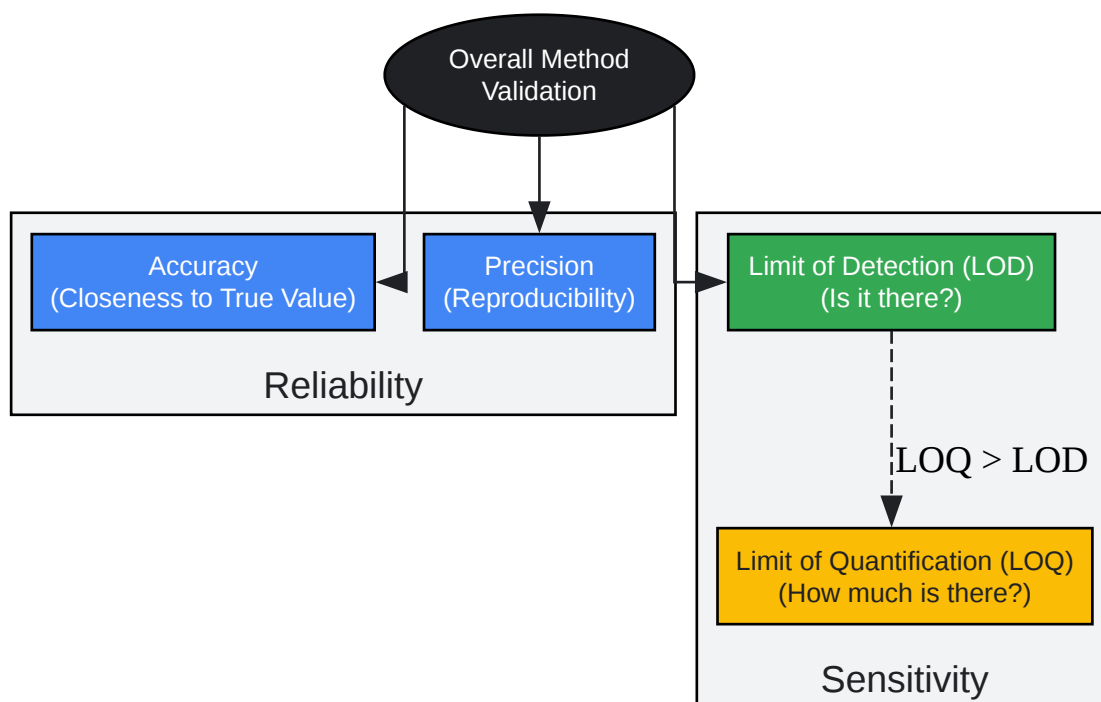 Overall Method
Validation
Accuracy
(Closeness to True Value)
Precision
(Reproducibility)
Limit of Detection (LOD)
(Is it there?)
Reliability
LOQ > LOD
Limit of Quantification (LOQ)
(How much is there?)
Sensitivity